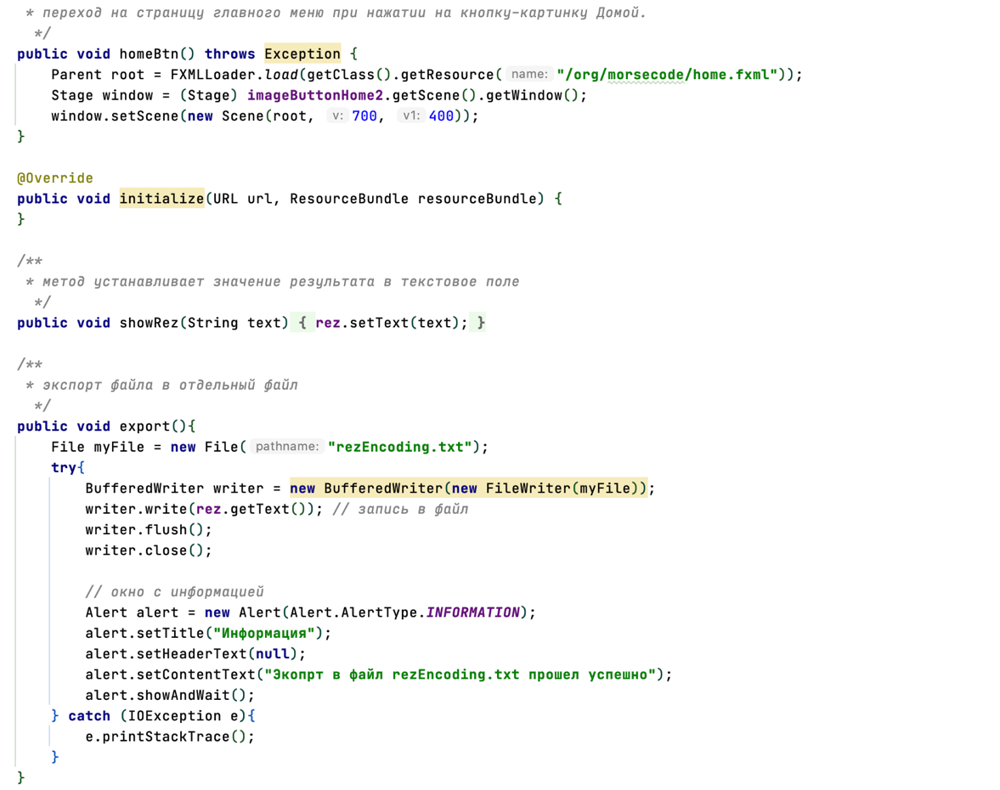 * переход на страницу главного меню при нажатии на кнопку-картинку Домой.
*/
public void homeBtn() throws Exception {
Parent root = FXMLLoader.load(getClass().getResource( name: "/org/morsecode/home.fxml"));
Stage window = (Stage) imageButtonHome2.getScene().getWindow();
window.setScene(new Scene(root, v: 700, v1: 400));
}
@Override
public void initialize(URL url, ResourceBundle resourceBundle) {
}
/**
* метод устанавливает значение результата в текстовое поле
*/
public void showRez(String text) { rez.setText(text); }
/**
* экспорт файла в отдельный файл
*/
public void export(){
File myFile = new File( pathname: "rezEncoding.txt");
try{
BufferedWriter writer = new BufferedWriter(new FileWriter(myFile));
writer.write(rez.getText()); // запись в файл
writer.flush();
writer.close();
// окно с информацией
Alert alert = new Alert(Alert.AlertType.INFORMATION);
alert.setTitle("Информация");
alert.setHeaderText(null);
alert.setContentText("Экопрт в файл rezEncoding.txt прошел успешно");
alert.showAndWait();
} catch (IOException e){
e.printStackTrace();
}
}